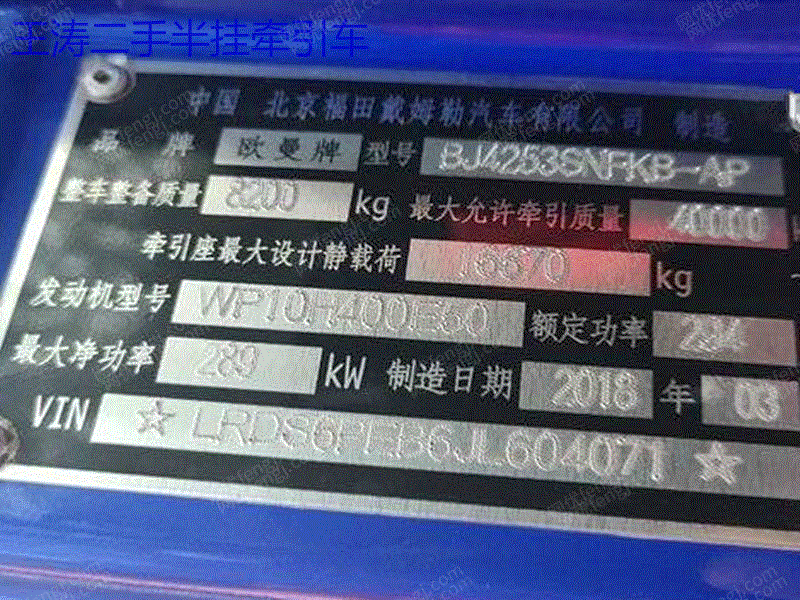 亚涛二手半挂牵引车
中国 北京福田戴姆勒汽车有限公司 制造
品牌 欧曼牌 型号 BJ4253SNFKB-AP
整车整备质量 8200 kg 最大允许牵引质量 40000
牵引座最大设计静载荷 16670 kg
发动机型号 WP10H400E50 额定功率
最大净功率 289 kW 制造日期 2018 年 03
VIN ☆LRDS6PEB6JL604071☆